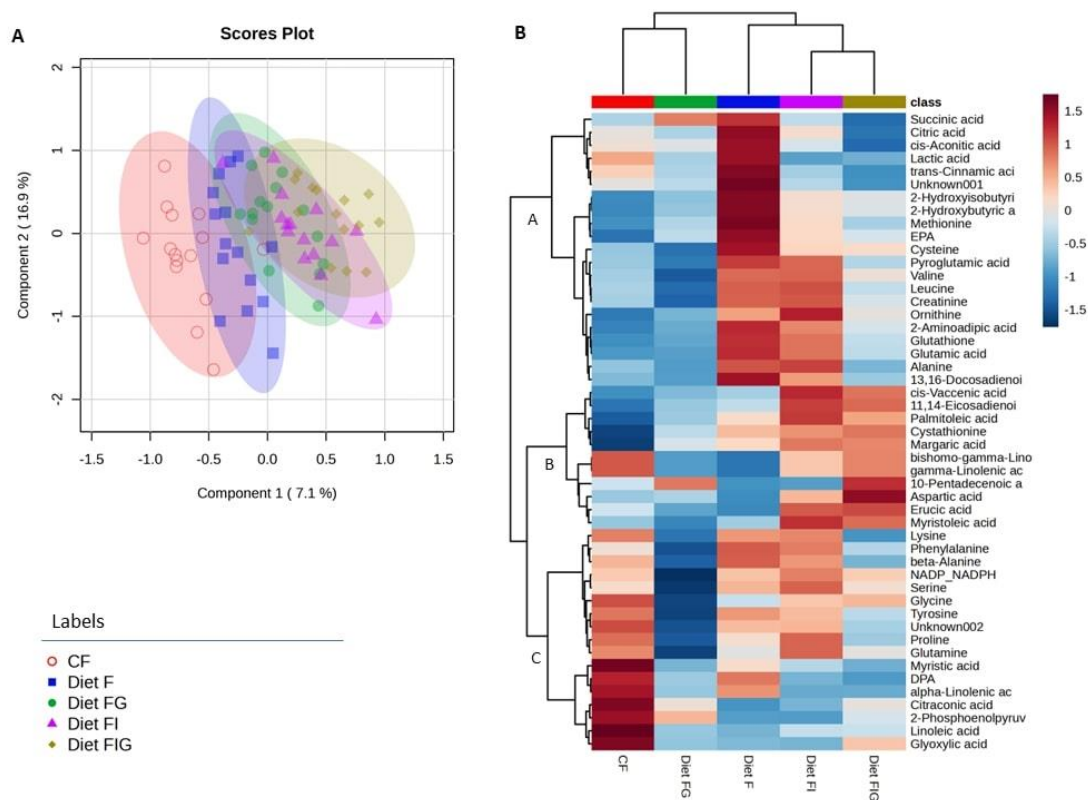 A
Scores Plot
2
1
0
-1
-2
Component 2 ( 16.9 %)
-1.5 -1.0 -0.5 0.0 0.5 1.0 1.5
Component 1 ( 7.1 %)
Labels
CF
Diet F
Diet FG
Diet FI
Diet FIG
B
class
Succinic acid
Citric acid
cis-Aconitic acid
Lactic acid
trans-Cinnamic aci
Unknown001
2-Hydroxyisobutyri
2-Hydroxybutyric a
Methionine
EPA
Cysteine
Pyroglutamic acid
Valine
Leucine
Creatinine
Ornithine
2-Aminoadipic acid
Glutathione
Glutamic acid
Alanine
13,16-Docosadienoi
cis-Vaccenic acid
11,14-Eicosadienoi
Palmitoleic acid
Cystathionine
Margaric acid
bishomo-gamma-Lino
gamma-Linolenic ac
10-Pentadecenoic a
Aspartic acid
Erucic acid
Myristoleic acid
Lysine
Phenylalanine
beta-Alanine
NADP_NADPH
Serine
Glycine
Tyrosine
Unknown002
Proline
Glutamine
Myristic acid
DPA
alpha-Linolenic ac
Citraconic acid
2-Phosphoenolpyruv
Linoleic acid
Glyoxylic acid
A
B
C
CF
Diet FG
Diet F
Diet FI
Diet FIG
1.5
1
0.5
0
-0.5
-1
-1.5